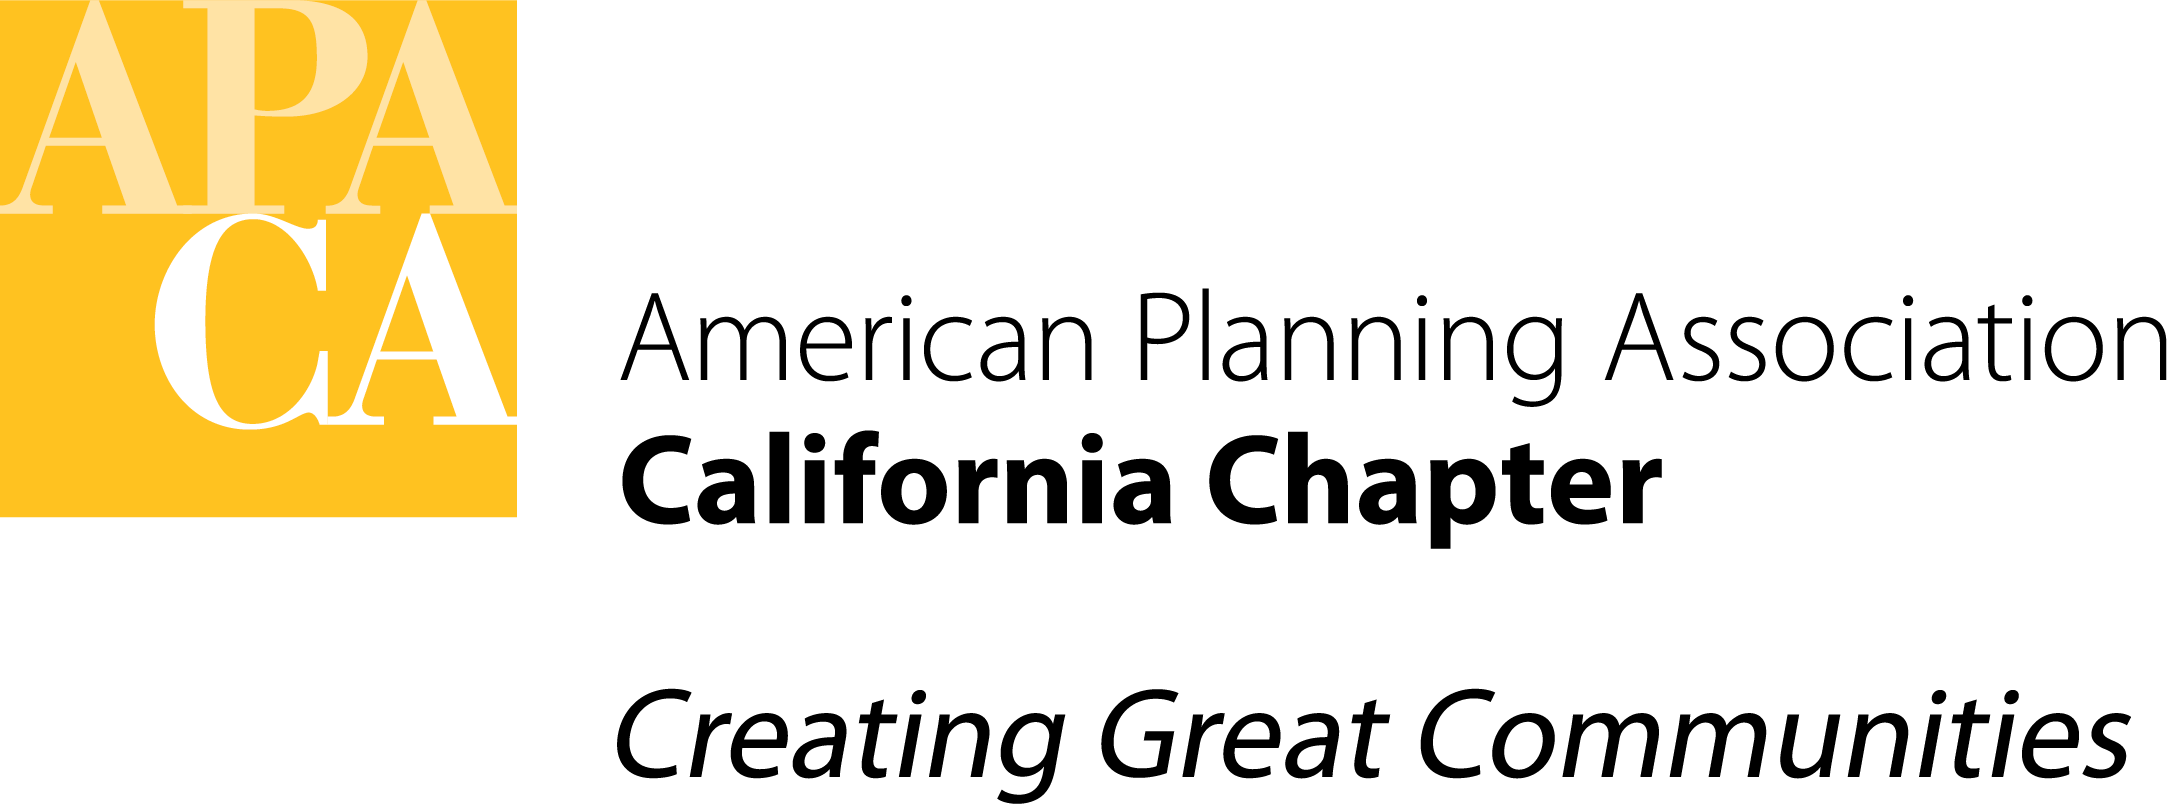 APA
CA
American Planning Association
California Chapter
Creating Great Communities